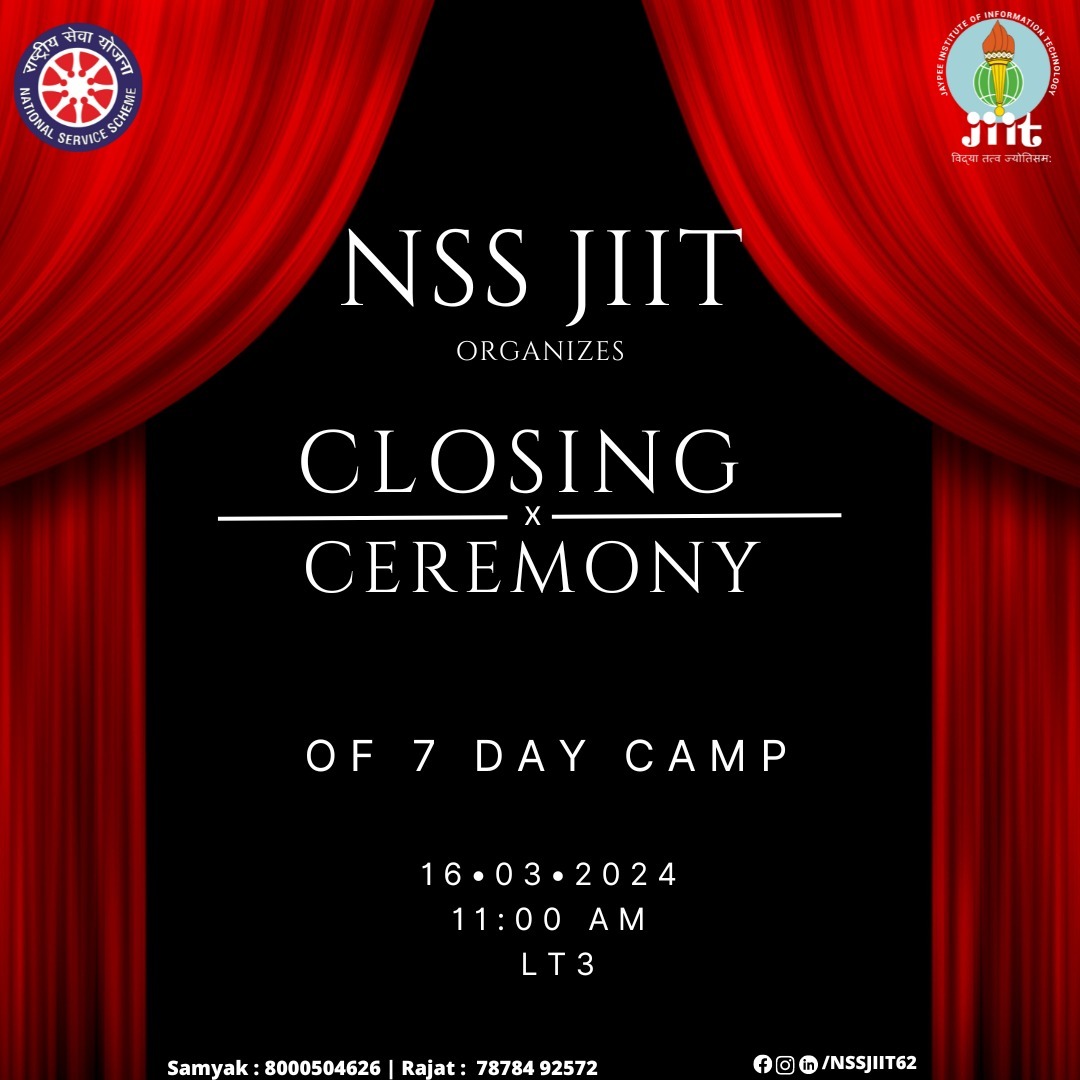 राष्ट्रीय सेवा योजना
NATIONAL SERVICE SCHEME
JAYPEE INSTITUTE OF INFORMATION TECHNOLOGY
jiit
विद्या तत्व ज्योतिसम:
NSS JIIT
ORGANIZES
CLOSING
X
CEREMONY
OF 7 DAY CAMP
16•03•2024
11:00 AM
LT3
Samyak : 8000504626 | Rajat : 78784 92572
/NSSJIIT62